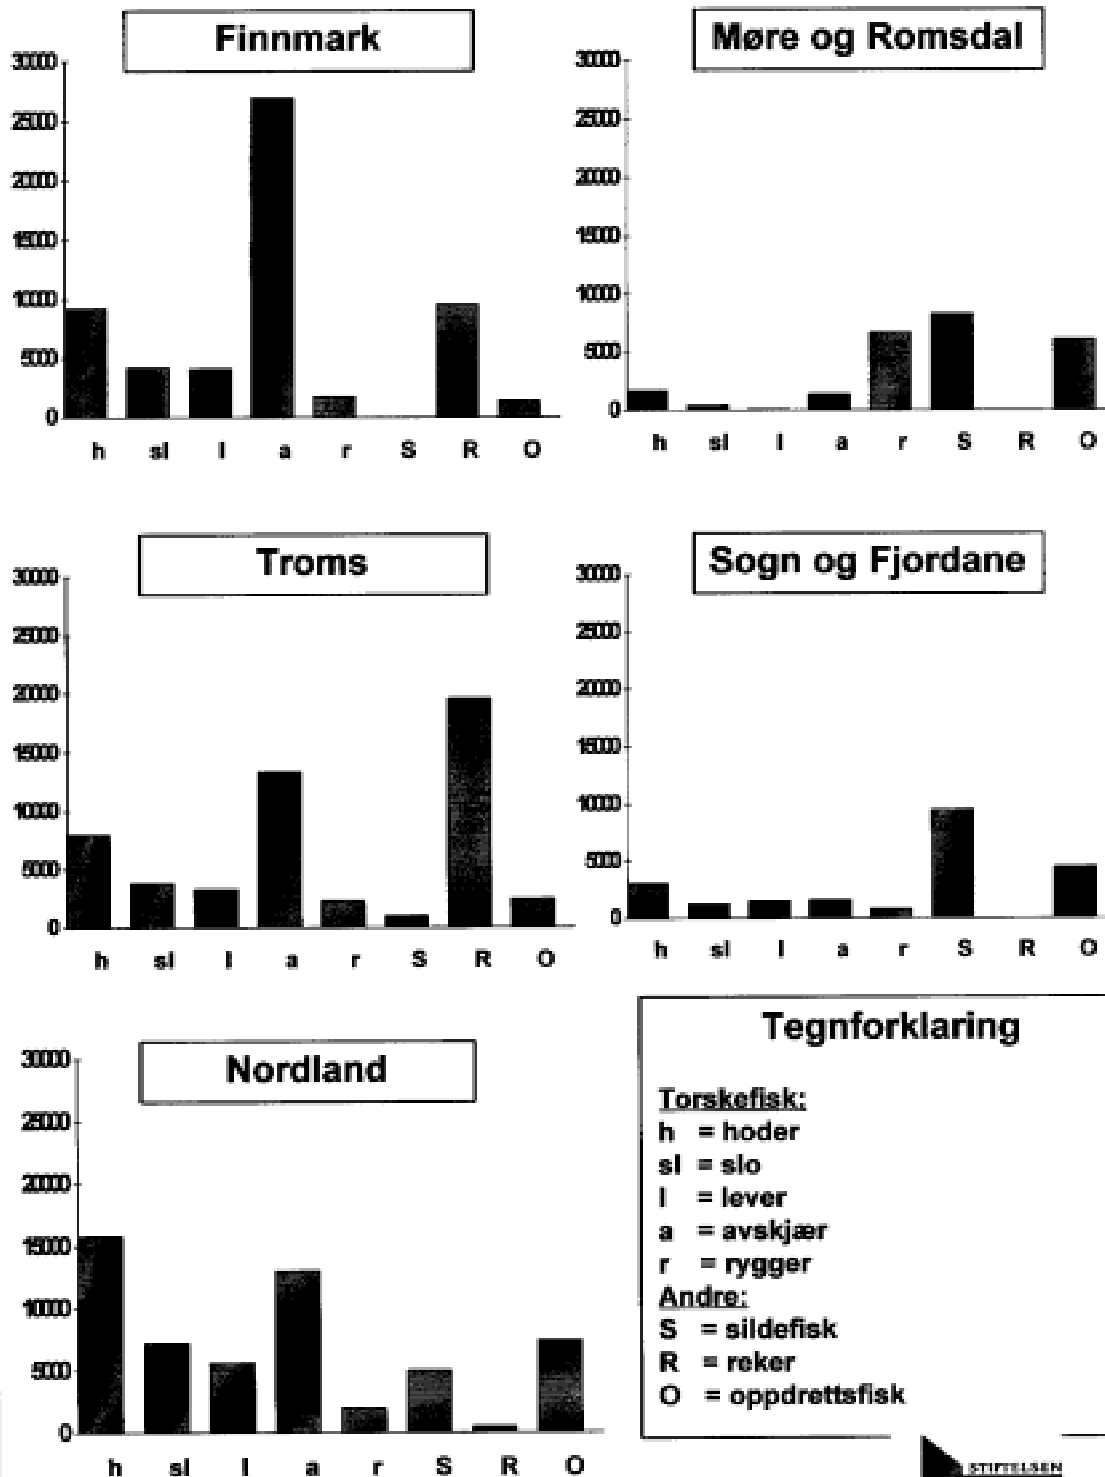 Finnmark
30000
25000
20000
15000
10000
5000
0
h sl l a r S R O
Møre og Romsdal
30000
25000
20000
15000
10000
5000
0
h sl l a r S R O
Troms
30000
25000
20000
15000
10000
5000
0
h sl l a r S R O
Sogn og Fjordane
30000
25000
20000
15000
10000
5000
0
h sl l a r S R O
Nordland
30000
25000
20000
15000
10000
5000
0
h sl l a r S R O
Tegnforklaring
Torskefisk:
h = hoder
sl = slo
l = lever
a = avskjær
r = rygger
Andre:
S = sildefisk
R = reker
O = oppdrettsfisk
STIFTELSEN